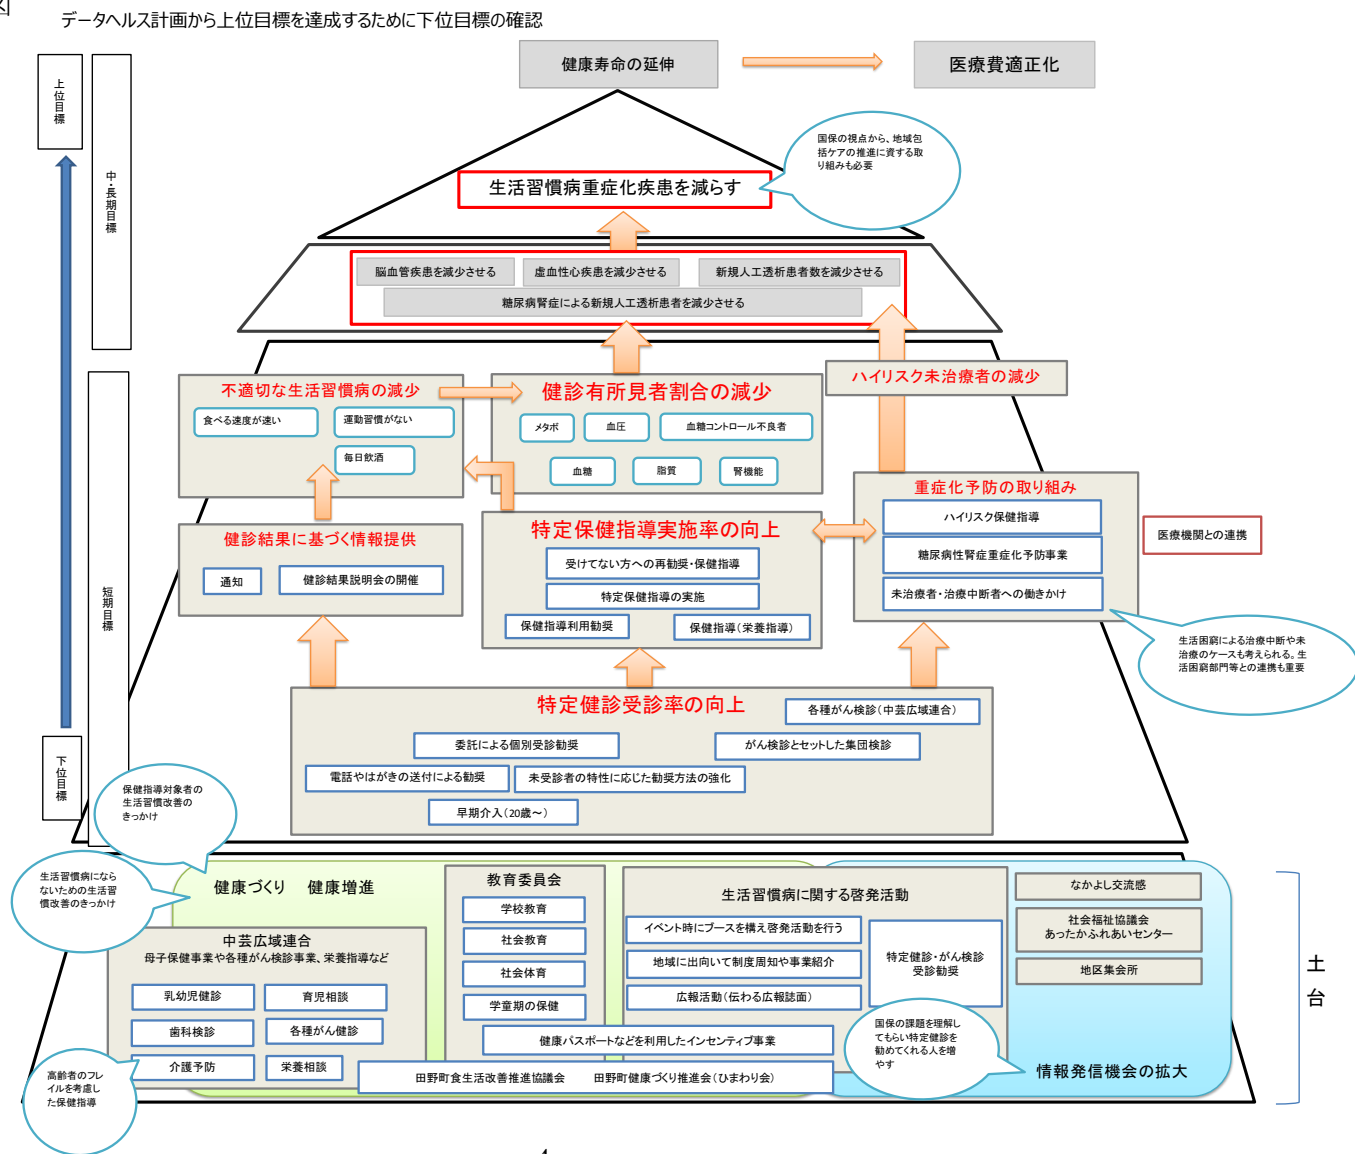 図
データヘルス計画から上位目標を達成するために下位目標の確認
健康寿命の延伸
医療費適正化
上位目標
中・長期目標
国保の視点から、地域包
括ケアの推進に資する取
り組みも必要
生活習慣病重症化疾患を減らす
脳血管疾患を減少させる
虚血性心疾患を減少させる
新規人工透析患者数を減少させる
糖尿病腎症による新規人工透析患者を減少させる
不適切な生活習慣病の減少
食べる速度が速い
運動習慣がない
毎日飲酒
健診有所見者割合の減少
メタボ
血圧
血糖コントロール不良者
血糖
脂質
腎機能
ハイリスク未治療者の減少
重症化予防の取り組み
ハイリスク保健指導
糖尿病性腎症重症化予防事業
未治療者・治療中断者への働きかけ
医療機関との連携
健診結果に基づく情報提供
通知
健診結果説明会の開催
特定保健指導実施率の向上
受けてない方への再勧奨・保健指導
特定保健指導の実施
保健指導利用勧奨
保健指導（栄養指導）
短期目標
生活困窮による治療中断や未
治療のケースも考えられる。生
活困窮部門等との連携も重要
特定健診受診率の向上
各種がん検診（中芸広域連合）
委託による個別受診勧奨
がん検診とセットした集団検診
電話やはがきの送付による勧奨
未受診者の特性に応じた勧奨方法の強化
早期介入（20歳～）
下位目標
保健指導対象者の
生活習慣改善の
きっかけ
生活習慣病になら
ないための生活習
慣改善のきっかけ
健康づくり　健康増進
中芸広域連合
母子保健事業や各種がん検診事業、栄養指導など
乳幼児健診
育児相談
歯科検診
各種がん健診
介護予防
栄養相談
高齢者のフレ
イルを考慮し
た保健指導
教育委員会
学校教育
社会教育
社会体育
学童期の保健
生活習慣病に関する啓発活動
イベント時にブースを構え啓発活動を行う
地域に出向いて制度周知や事業紹介
広報活動（伝わる広報誌面）
特定健診・がん検診
受診勧奨
健康パスポートなどを利用したインセンティブ事業
田野町食生活改善推進協議会　　田野町健康づくり推進会（ひまわり会）
なかよし交流感
社会福祉協議会
あったかふれあいセンター
地区集会所
国保の課題を理解し
てもらい特定健診を
勧めてくれる人を増
やす
情報発信機会の拡大
土台